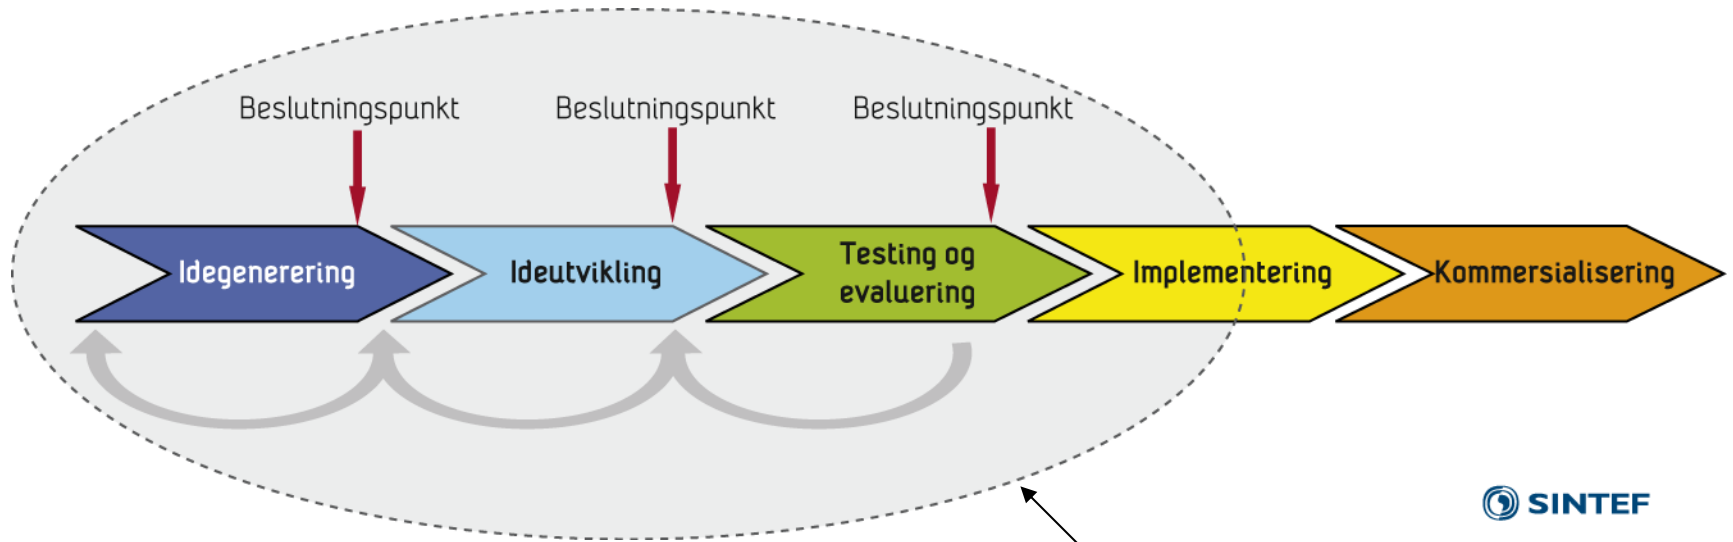 Beslutningspunkt
Beslutningspunkt
Beslutningspunkt
Idegenerering
Ideutvikling
Testing og
evaluering
Implementering
Kommersialisering
SINTEF